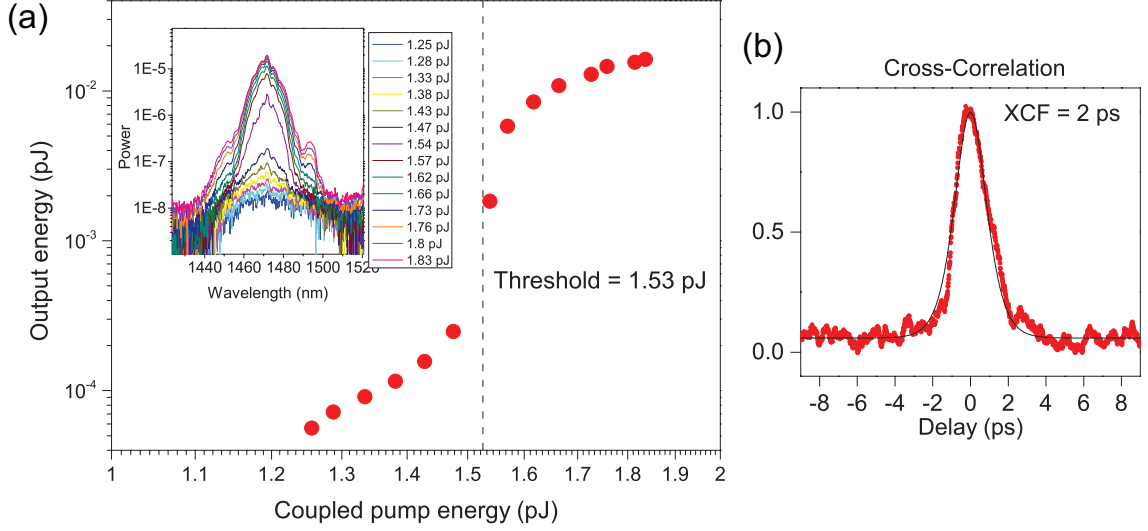 (a)
Output energy (pJ)
10⁻²
10⁻³
10⁻⁴
1 1.1 1.2 1.3 1.4 1.5 1.6 1.7 1.8 1.9 2
Coupled pump energy (pJ)
Threshold = 1.53 pJ
Power
1E-5
1E-6
1E-7
1E-8
1440 1460 1480 1500 1520
Wavelength (nm)
1.25 pJ
1.28 pJ
1.33 pJ
1.38 pJ
1.43 pJ
1.47 pJ
1.54 pJ
1.57 pJ
1.62 pJ
1.66 pJ
1.73 pJ
1.76 pJ
1.8 pJ
1.83 pJ
(b)
Cross-Correlation
XCF = 2 ps
1.0
0.5
0.0
-8 -6 -4 -2 0 2 4 6 8
Delay (ps)